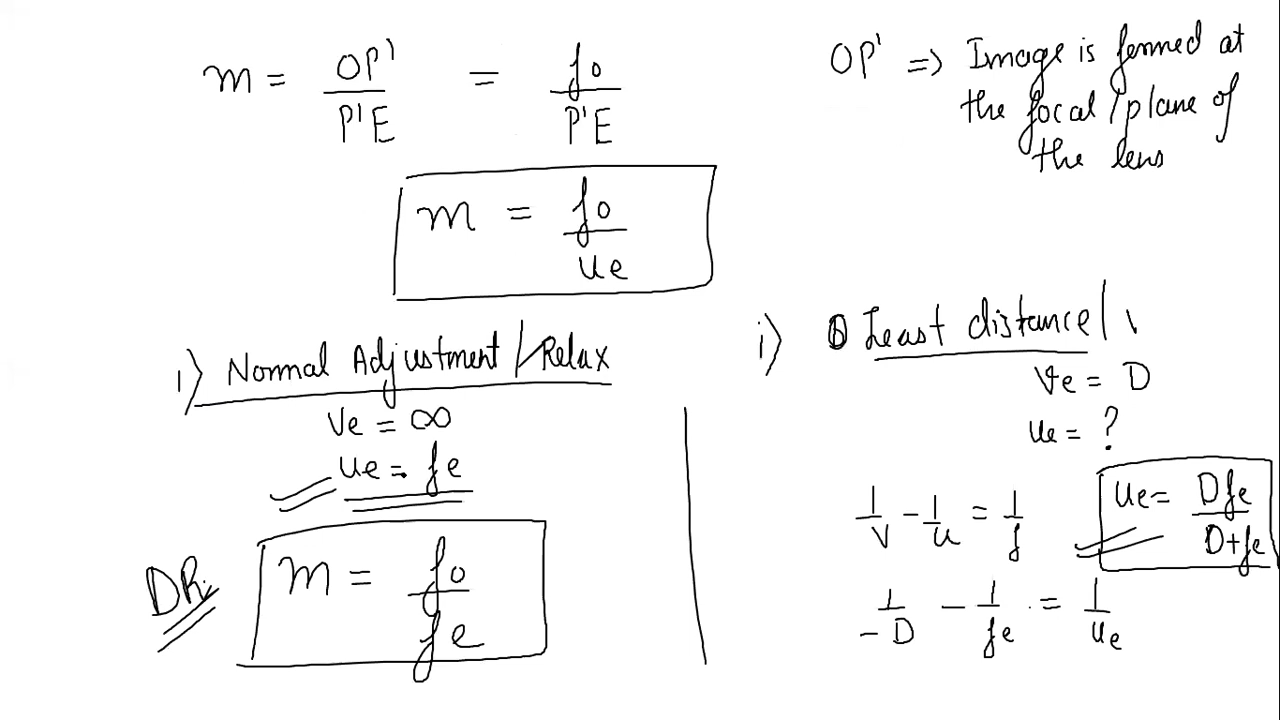 m = OP'/P'E = fo/P'E
m = fo/ue
OP' => Image is formed at
the focal/plane of
the lens
i) Normal Adjustment/Relax
ve = ∞
ue = fe
DR:
m = fo/fe
i) Least distance/
ve = D
ue = ?
1/v - 1/u = 1/f
ue = Dfe/D+fe
1/-D - 1/fe = 1/ue